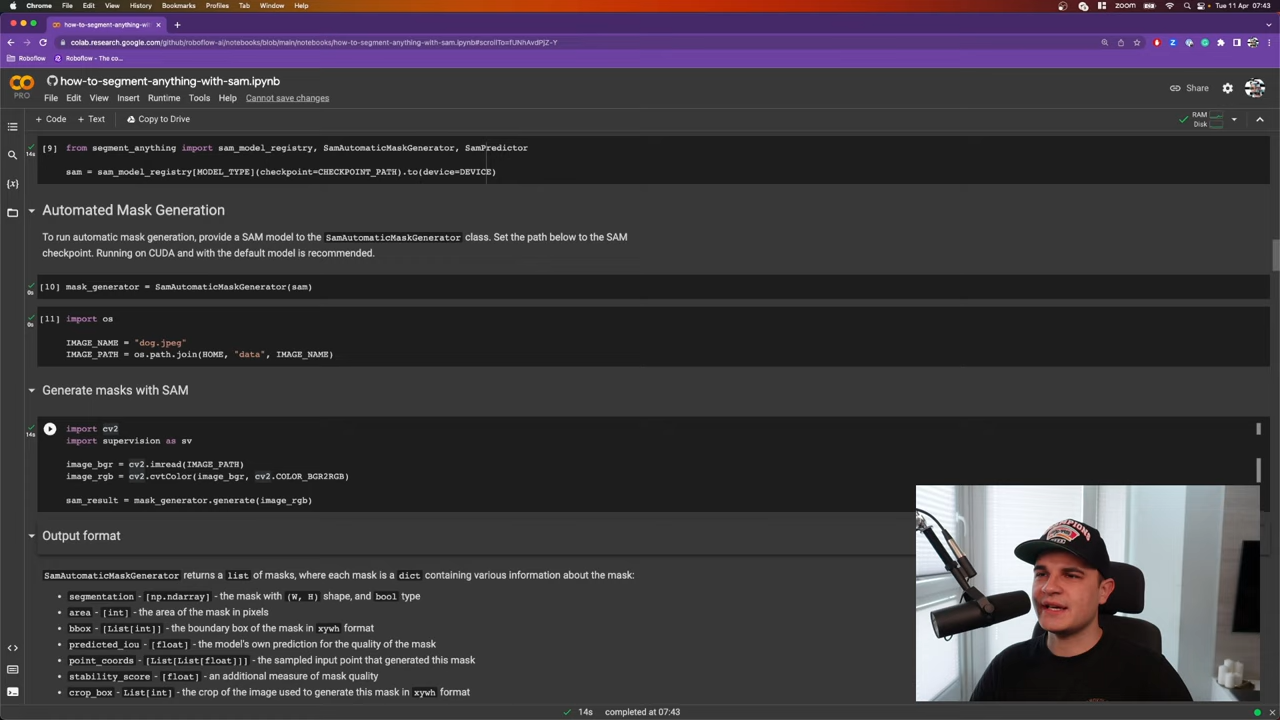 Chrome File Edit View History Bookmarks Profiles Tab Window Help
zoom Tue 11 Apr 07:43
how-to-segment-anything-wit
colab.research.google.com/github/roboflow-ai/notebooks/blob/main/notebooks/how-to-segment-anything-with-sam.ipynb#scrollTo=fUNhAvdPjZ-Y
Roboflow Roboflow - The co...
how-to-segment-anything-with-sam.ipynb
PRO
File Edit View Insert Runtime Tools Help Cannot save changes
Share
+ Code + Text Copy to Drive
RAM
Disk
[9] from segment_anything import sam_model_registry, SamAutomaticMaskGenerator, SamPredictor
14s
sam = sam_model_registry[MODEL_TYPE](checkpoint=CHECKPOINT_PATH).to(device=DEVICE)
Automated Mask Generation
To run automatic mask generation, provide a SAM model to the SamAutomaticMaskGenerator class. Set the path below to the SAM
checkpoint. Running on CUDA and with the default model is recommended.
[10] mask_generator = SamAutomaticMaskGenerator(sam)
0s
[11] import os
0s
IMAGE_NAME = "dog.jpeg"
IMAGE_PATH = os.path.join(HOME, "data", IMAGE_NAME)
Generate masks with SAM
import cv2
14s
import supervision as sv
image_bgr = cv2.imread(IMAGE_PATH)
image_rgb = cv2.cvtColor(image_bgr, cv2.COLOR_BGR2RGB)
sam_result = mask_generator.generate(image_rgb)
Output format
SamAutomaticMaskGenerator returns a list of masks, where each mask is a dict containing various information about the mask:
• segmentation - [np.ndarray] - the mask with (W, H) shape, and bool type
• area - [int] - the area of the mask in pixels
• bbox - [List[int]] - the boundary box of the mask in xywh format
• predicted_iou - [float] - the model's own prediction for the quality of the mask
• point_coords - [List[List[float]]] - the sampled input point that generated this mask
• stability_score - [float] - an additional measure of mask quality
• crop_box - List[int] - the crop of the image used to generate this mask in xywh format
14s completed at 07:43